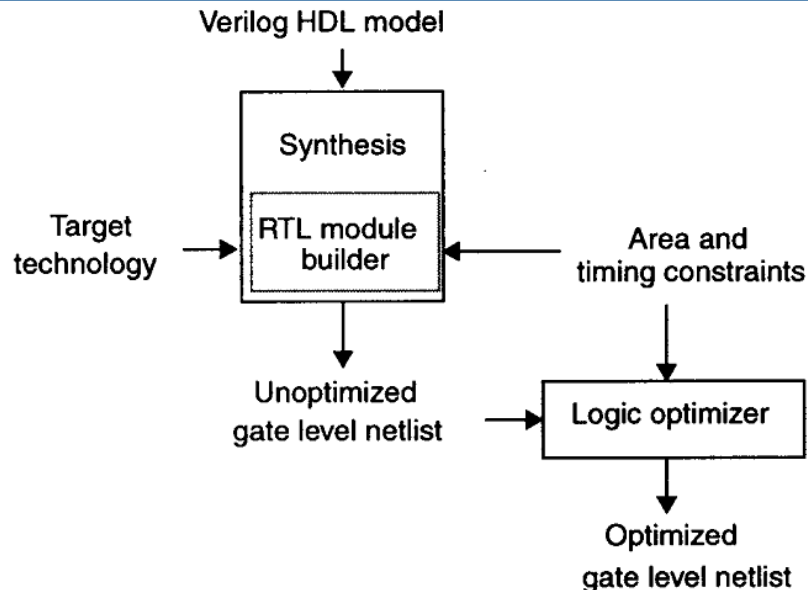 Verilog HDL model
Synthesis
RTL module
builder
Target
technology
Area and
timing constraints
Unoptimized
gate level netlist
Logic optimizer
Optimized
gate level netlist